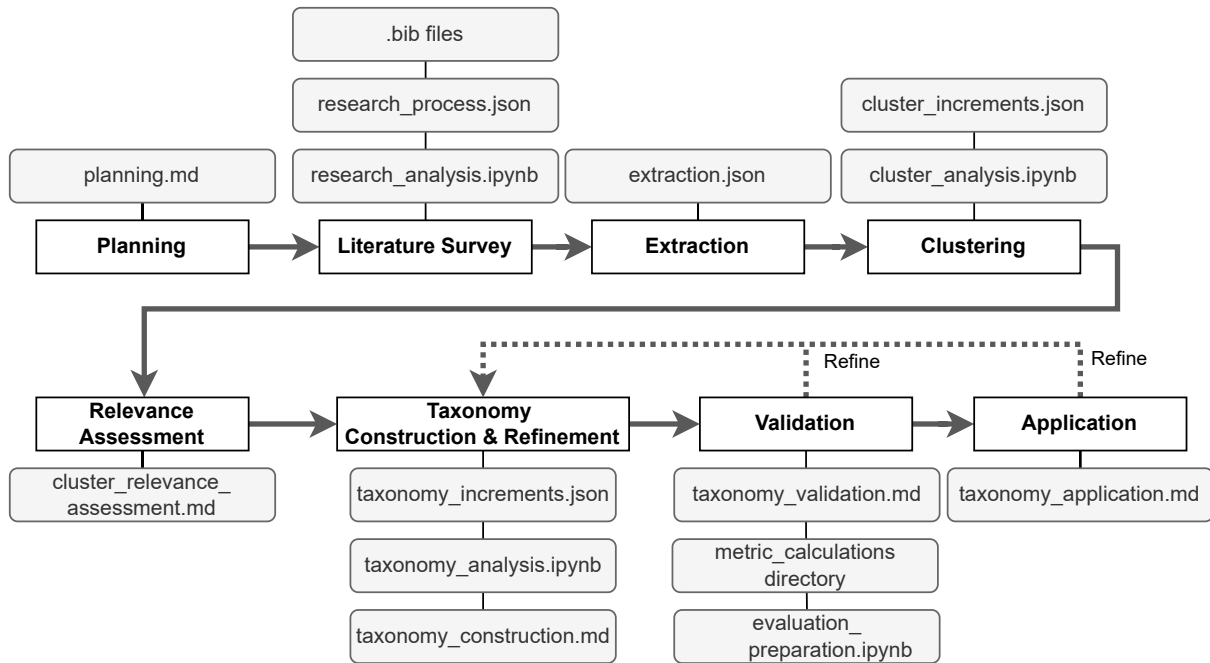 .bib files
research_process.json
cluster_increments.json
planning.md
research_analysis.ipynb
extraction.json
cluster_analysis.ipynb
Planning
Literature Survey
Extraction
Clustering
Refine
Refine
Relevance
Assessment
Taxonomy
Construction & Refinement
Validation
Application
cluster_relevance_
assessment.md
taxonomy_increments.json
taxonomy_validation.md
taxonomy_application.md
taxonomy_analysis.ipynb
metric_calculations
directory
taxonomy_construction.md
evaluation_
preparation.ipynb